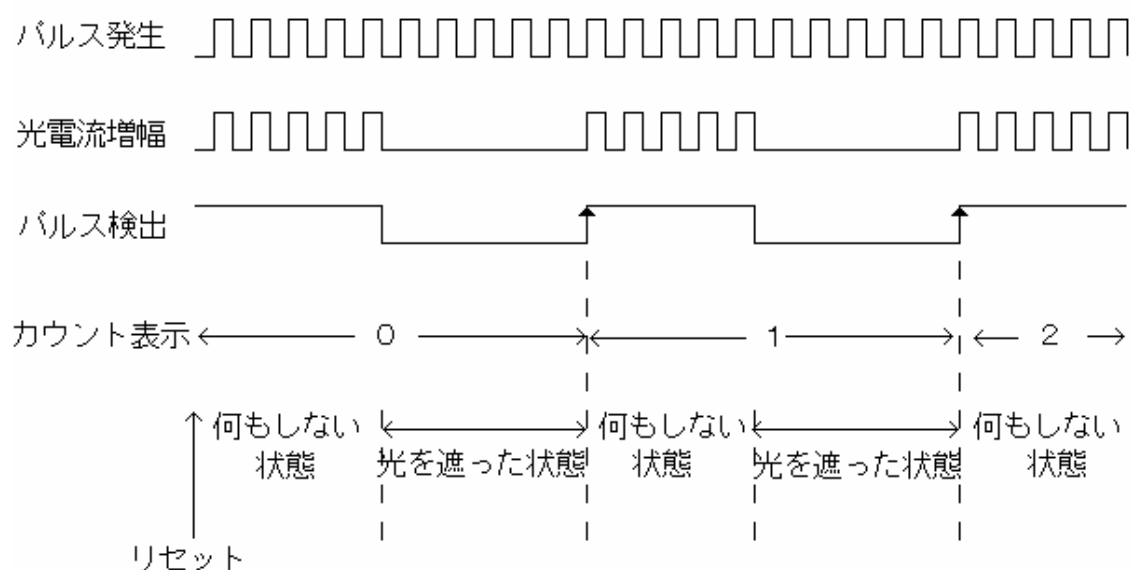 パルス発生
光電流増幅
パルス検出
カウント表示 0 1 2
何もしない 何もしない 何もしない
状態 光を遮った状態 状態 光を遮った状態 状態
リセット